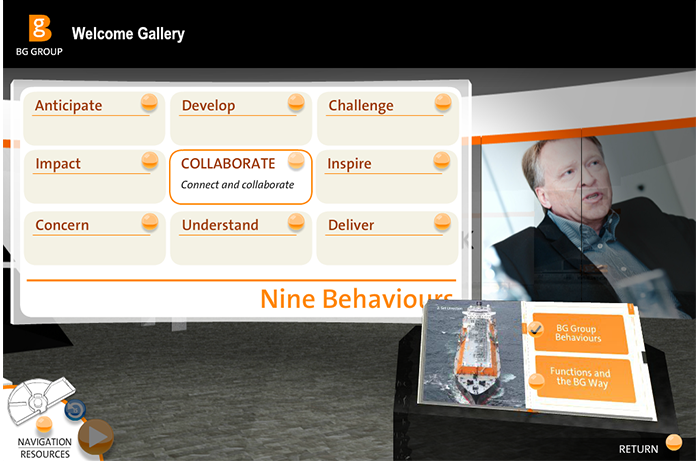 g
BG GROUP
Welcome Gallery
Anticipate
Develop
Challenge
Impact
COLLABORATE
Connect and collaborate
Inspire
Concern
Understand
Deliver
Nine Behaviours
BG Group
Behaviours
Functions and
the BG Way
NAVIGATION
RESOURCES
RETURN